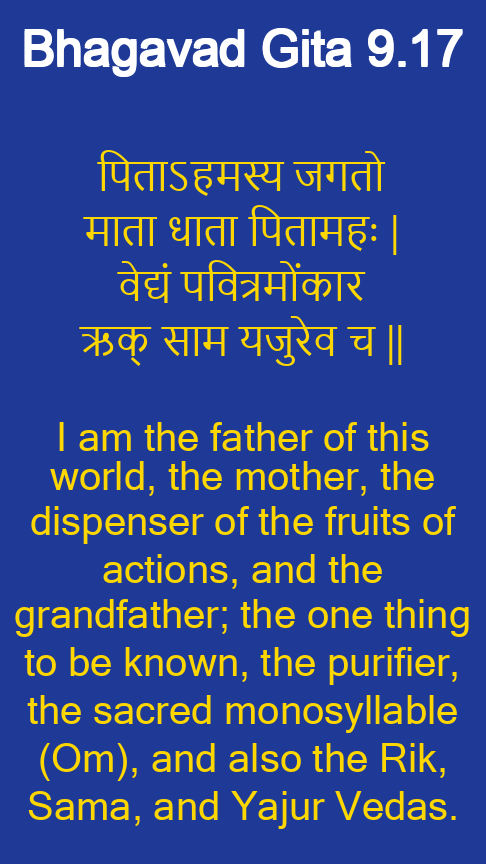 Bhagavad Gita 9.17
पिताऽहमस्य जगतो
माता धाता पितामहः |
वेद्यं पवित्रमोंकार
ऋक् साम यजुरेव च ||
I am the father of this
world, the mother, the
dispenser of the fruits of
actions, and the
grandfather; the one thing
to be known, the purifier,
the sacred monosyllable
(Om), and also the Rik,
Sama, and Yajur Vedas.